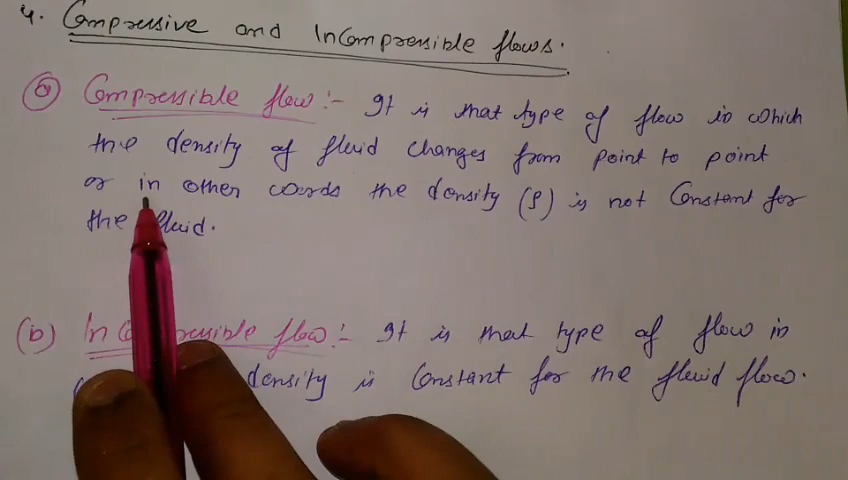 4. Compressive and InCompressible flows.
(a) Compressible flow :- It is that type of flow in which
the density of fluid changes from point to point
or in other words the density (ρ) is not Constant for
the fluid.
(b) flow :- It is that type of flow in
density is Constant for the fluid flow.